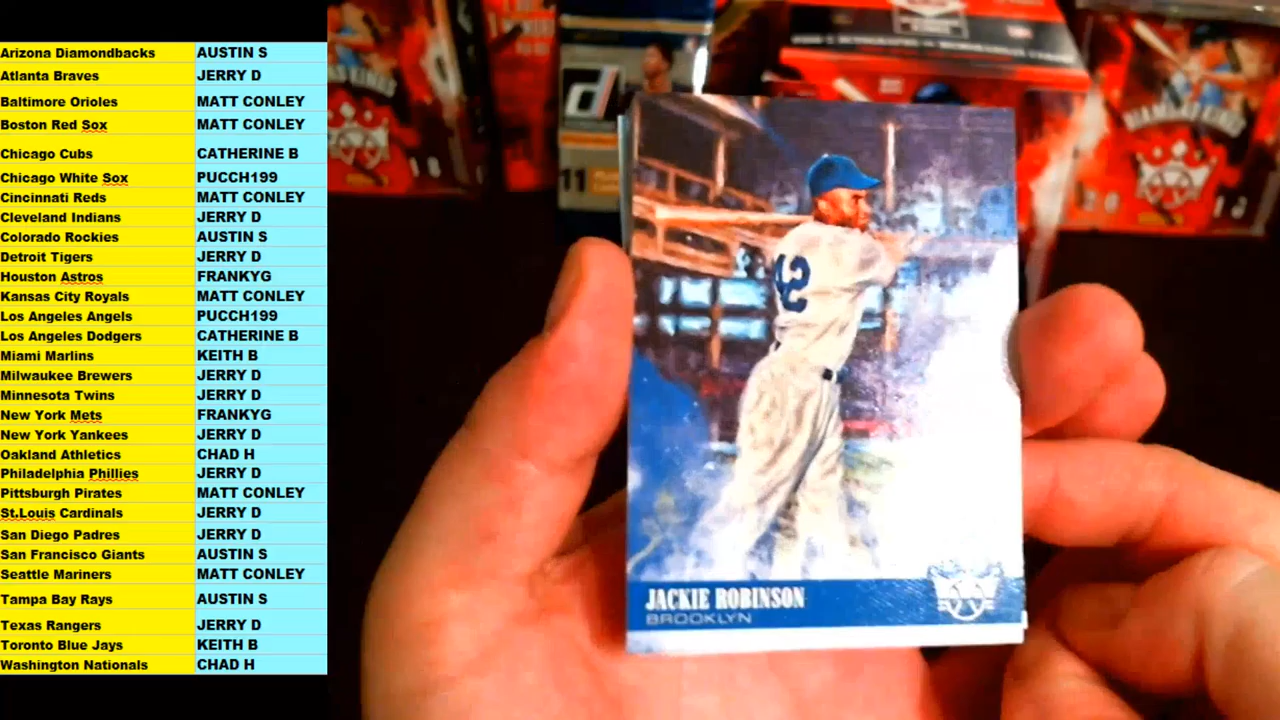 Arizona Diamondbacks AUSTIN S
Atlanta Braves JERRY D
Baltimore Orioles MATT CONLEY
Boston Red Sox MATT CONLEY
Chicago Cubs CATHERINE B
Chicago White Sox PUCCH199
Cincinnati Reds MATT CONLEY
Cleveland Indians JERRY D
Colorado Rockies AUSTIN S
Detroit Tigers JERRY D
Houston Astros FRANKYG
Kansas City Royals MATT CONLEY
Los Angeles Angels PUCCH199
Los Angeles Dodgers CATHERINE B
Miami Marlins KEITH B
Milwaukee Brewers JERRY D
Minnesota Twins JERRY D
New York Mets FRANKYG
New York Yankees JERRY D
Oakland Athletics CHAD H
Philadelphia Phillies JERRY D
Pittsburgh Pirates MATT CONLEY
St.Louis Cardinals JERRY D
San Diego Padres JERRY D
San Francisco Giants AUSTIN S
Seattle Mariners MATT CONLEY
Tampa Bay Rays AUSTIN S
Texas Rangers JERRY D
Toronto Blue Jays KEITH B
Washington Nationals CHAD H
d
11
42
JACKIE ROBINSON
BROOKLYN
DIAMOND KINGS